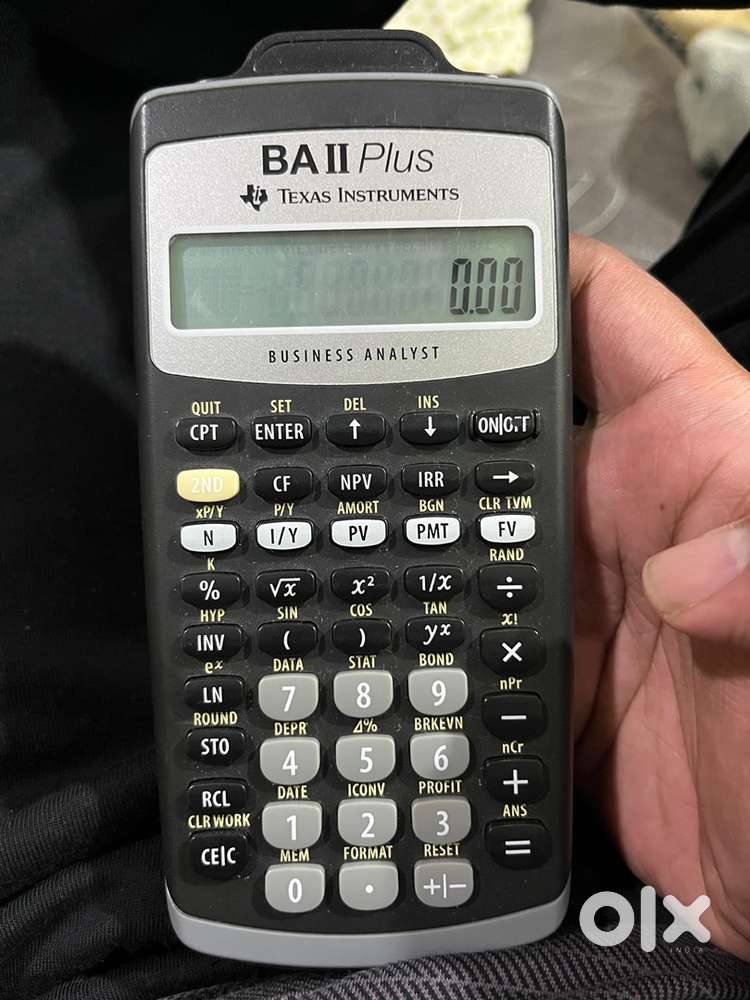 BA II Plus
TEXAS INSTRUMENTS
0.00
BUSINESS ANALYST
QUIT SET DEL INS
CPT ENTER ↑ ↓ ON|OFF
2ND CF NPV IRR →
xP/Y P/Y AMORT BGN CLR TVM
N I/Y PV PMT FV
K RAND
% √x x² 1/x ÷
HYP SIN COS TAN x!
INV ( ) yx ×
ex DATA STAT BOND nPr
LN 7 8 9 −
ROUND DEPR Δ% BRKEVN nCr
STO 4 5 6 +
DATE ICONV PROFIT ANS
RCL 1 2 3 =
CLR WORK MEM FORMAT RESET
CE|C 0 . +|−
olx
INDIA